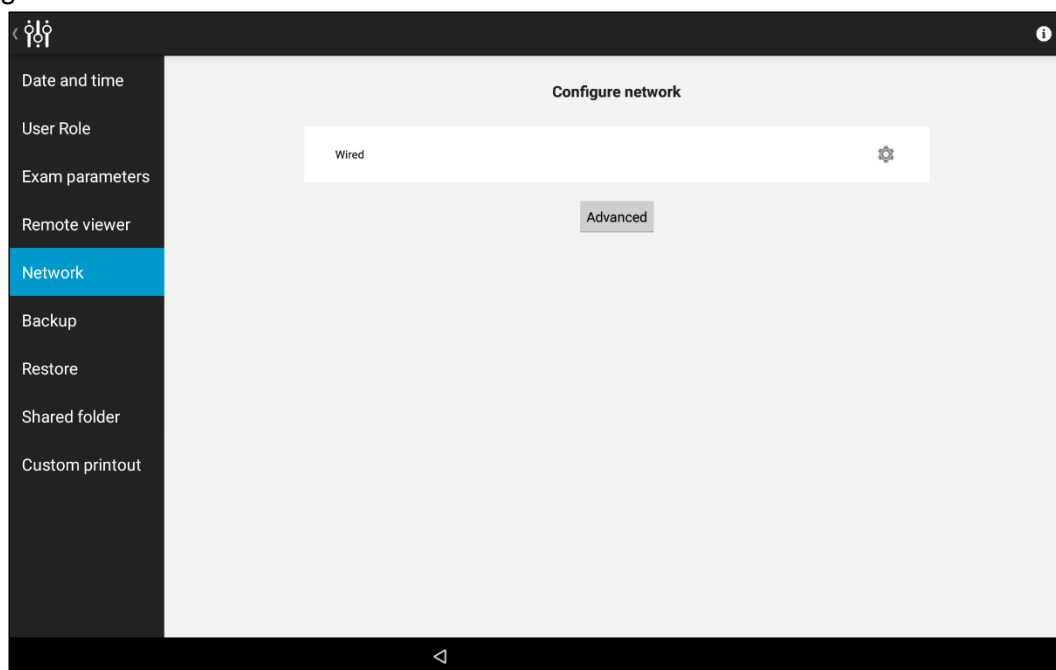 Date and time
User Role
Exam parameters
Remote viewer
Network
Backup
Restore
Shared folder
Custom printout
Configure network
Wired
Advanced